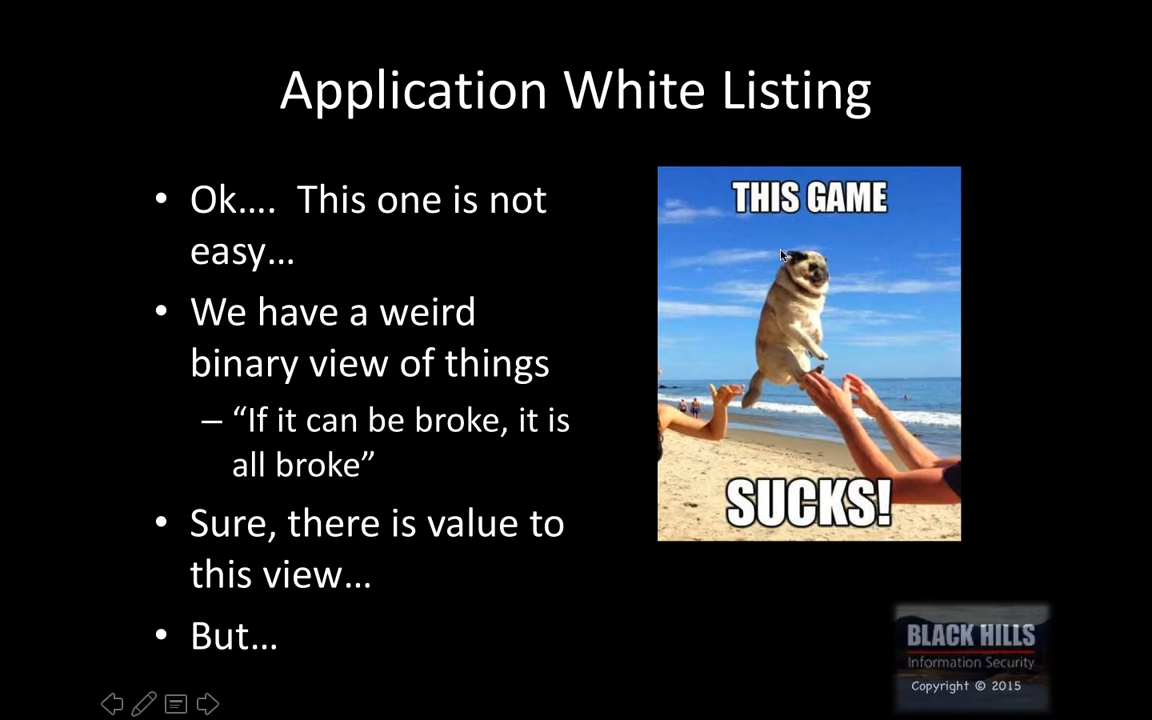 Application White Listing
• Ok....  This one is not
easy...
• We have a weird
binary view of things
– “If it can be broke, it is
all broke”
• Sure, there is value to
this view...
• But...
THIS GAME
SUCKS!
BLACK HILLS
Information Security
Copyright © 2015